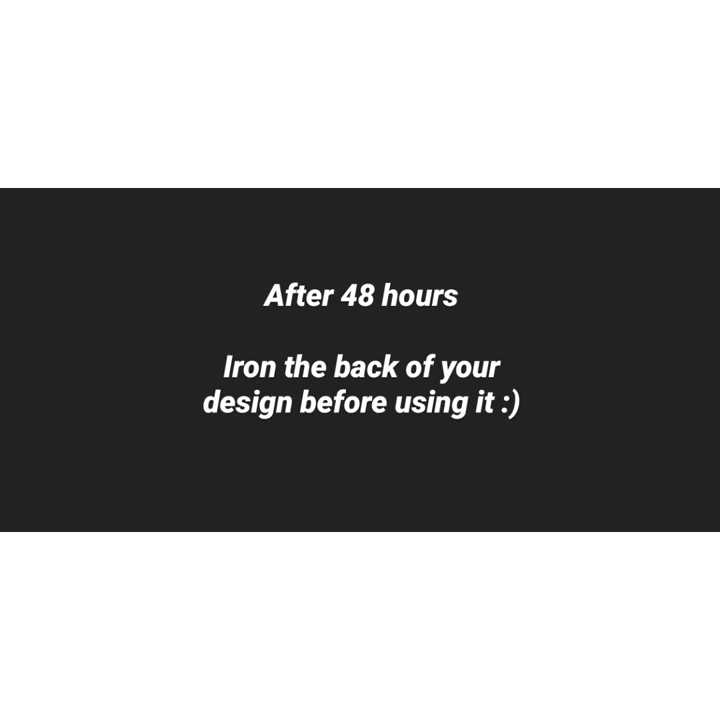 After 48 hours
Iron the back of your
design before using it :)